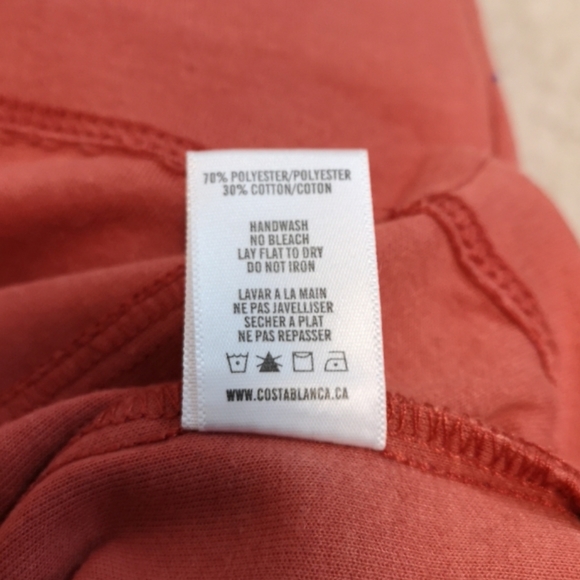 70% POLYESTER/POLYESTER
30% COTTON/COTON
HANDWASH
NO BLEACH
LAY FLAT TO DRY
DO NOT IRON
LAVAR A LA MAIN
NE PAS JAVELLISER
SECHER A PLAT
NE PAS REPASSER
WWW.COSTABLANCA.CA